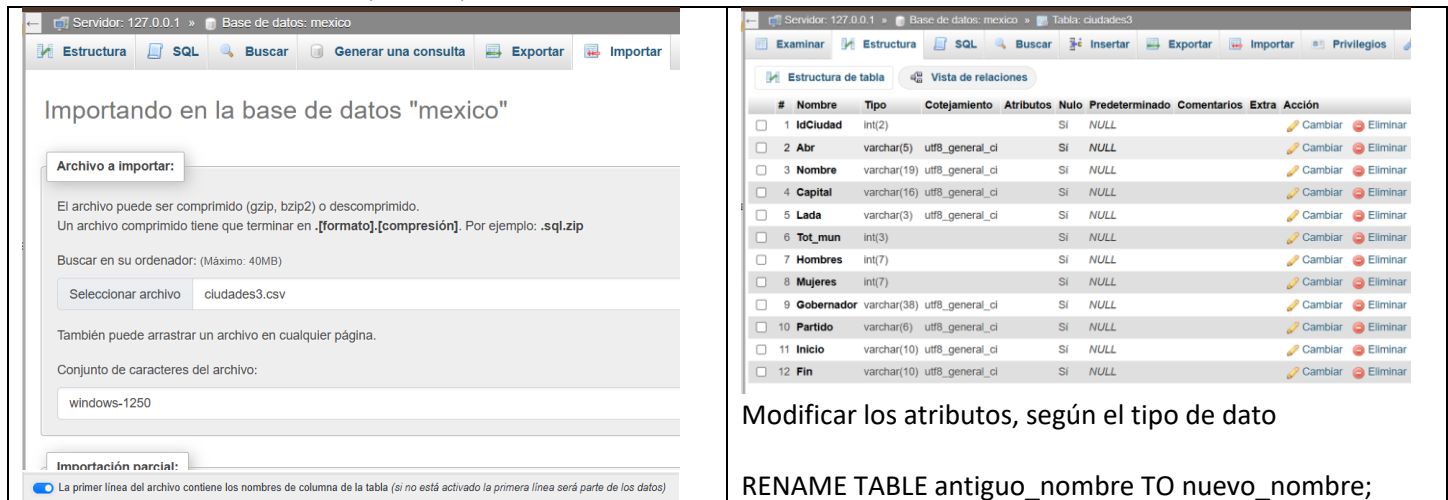 Servidor: 127.0.0.1 » Base de datos: mexico
Estructura SQL Buscar Generar una consulta Exportar Importar
Importando en la base de datos "mexico"
Archivo a importar:
El archivo puede ser comprimido (gzip, bzip2) o descomprimido.
Un archivo comprimido tiene que terminar en .[formato].[compresión]. Por ejemplo: .sql.zip
Buscar en su ordenador: (Máximo: 40MB)
Seleccionar archivo ciudades3.csv
También puede arrastrar un archivo en cualquier página.
Conjunto de caracteres del archivo:
windows-1250
Importación parcial:
La primer línea del archivo contiene los nombres de columna de la tabla (si no está activado la primera línea será parte de los datos)
Servidor: 127.0.0.1 » Base de datos: mexico » Tabla: ciudades3
Examinar Estructura SQL Buscar Insertar Exportar Importar Privilegios
Estructura de tabla Vista de relaciones
# Nombre Tipo Cotejamiento Atributos Nulo Predeterminado Comentarios Extra Acción
1 IdCiudad int(2) Sí NULL Cambiar Eliminar
2 Abr varchar(5) utf8_general_ci Sí NULL Cambiar Eliminar
3 Nombre varchar(19) utf8_general_ci Sí NULL Cambiar Eliminar
4 Capital varchar(16) utf8_general_ci Sí NULL Cambiar Eliminar
5 Lada varchar(3) utf8_general_ci Sí NULL Cambiar Eliminar
6 Tot_mun int(3) Sí NULL Cambiar Eliminar
7 Hombres int(7) Sí NULL Cambiar Eliminar
8 Mujeres int(7) Sí NULL Cambiar Eliminar
9 Gobernador varchar(38) utf8_general_ci Sí NULL Cambiar Eliminar
10 Partido varchar(6) utf8_general_ci Sí NULL Cambiar Eliminar
11 Inicio varchar(10) utf8_general_ci Sí NULL Cambiar Eliminar
12 Fin varchar(10) utf8_general_ci Sí NULL Cambiar Eliminar
Modificar los atributos, según el tipo de dato
RENAME TABLE antiguo_nombre TO nuevo_nombre;